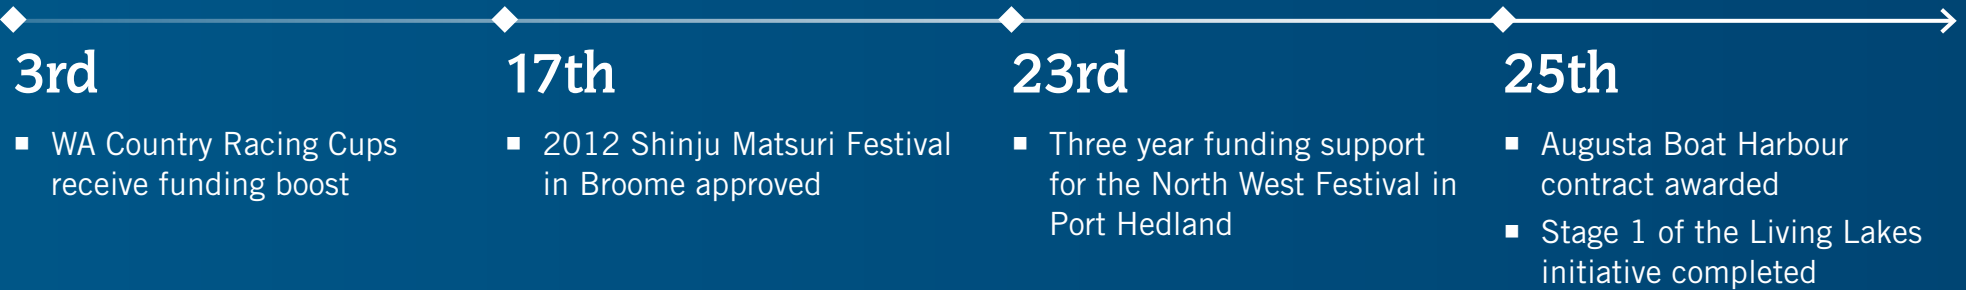 3rd
■ WA Country Racing Cups
receive funding boost
17th
■ 2012 Shinju Matsuri Festival
in Broome approved
23rd
■ Three year funding support
for the North West Festival in
Port Hedland
25th
■ Augusta Boat Harbour
contract awarded
■ Stage 1 of the Living Lakes
initiative completed